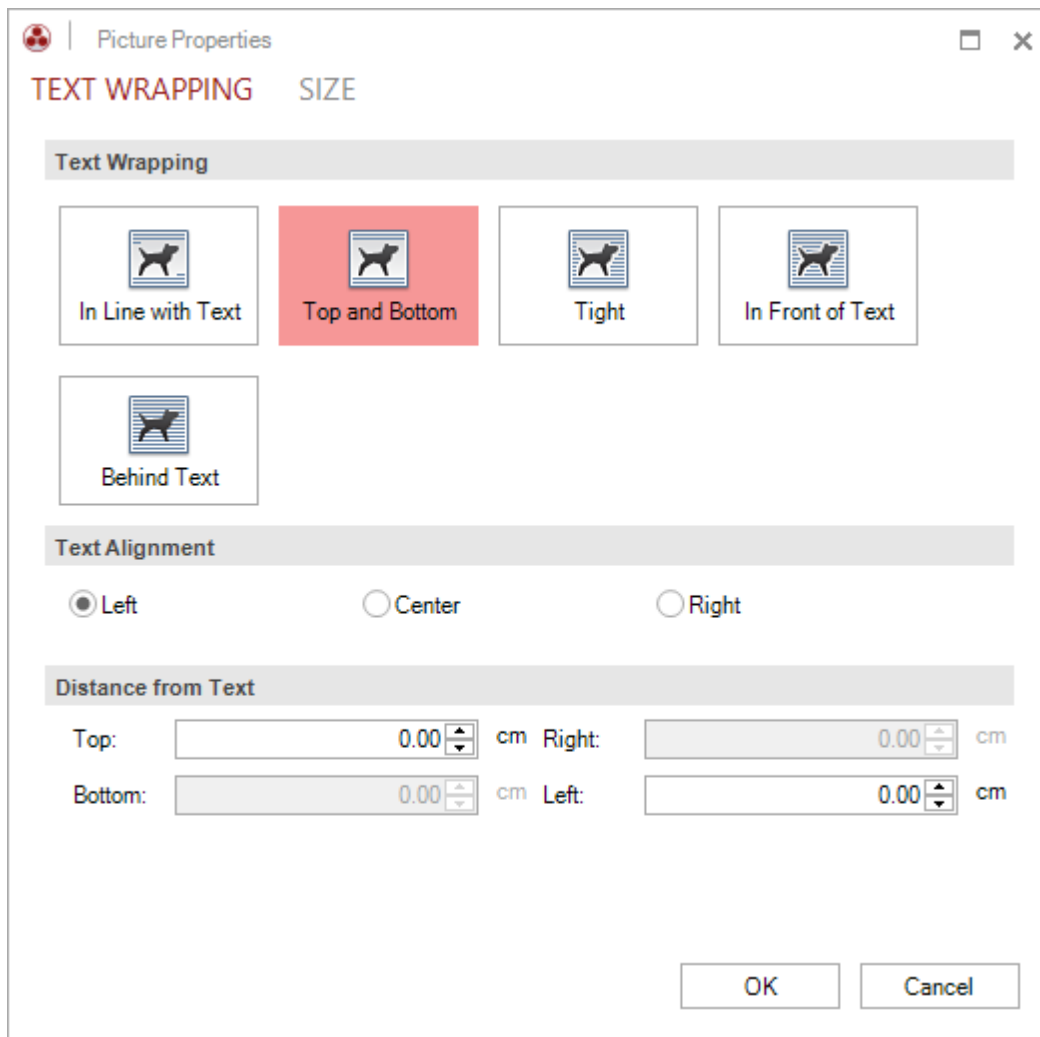 Picture Properties
TEXT WRAPPING SIZE
Text Wrapping
In Line with Text Top and Bottom Tight In Front of Text
Behind Text
Text Alignment
Left Center Right
Distance from Text
Top: 0.00 cm Right: 0.00 cm
Bottom: 0.00 cm Left: 0.00 cm
OK Cancel